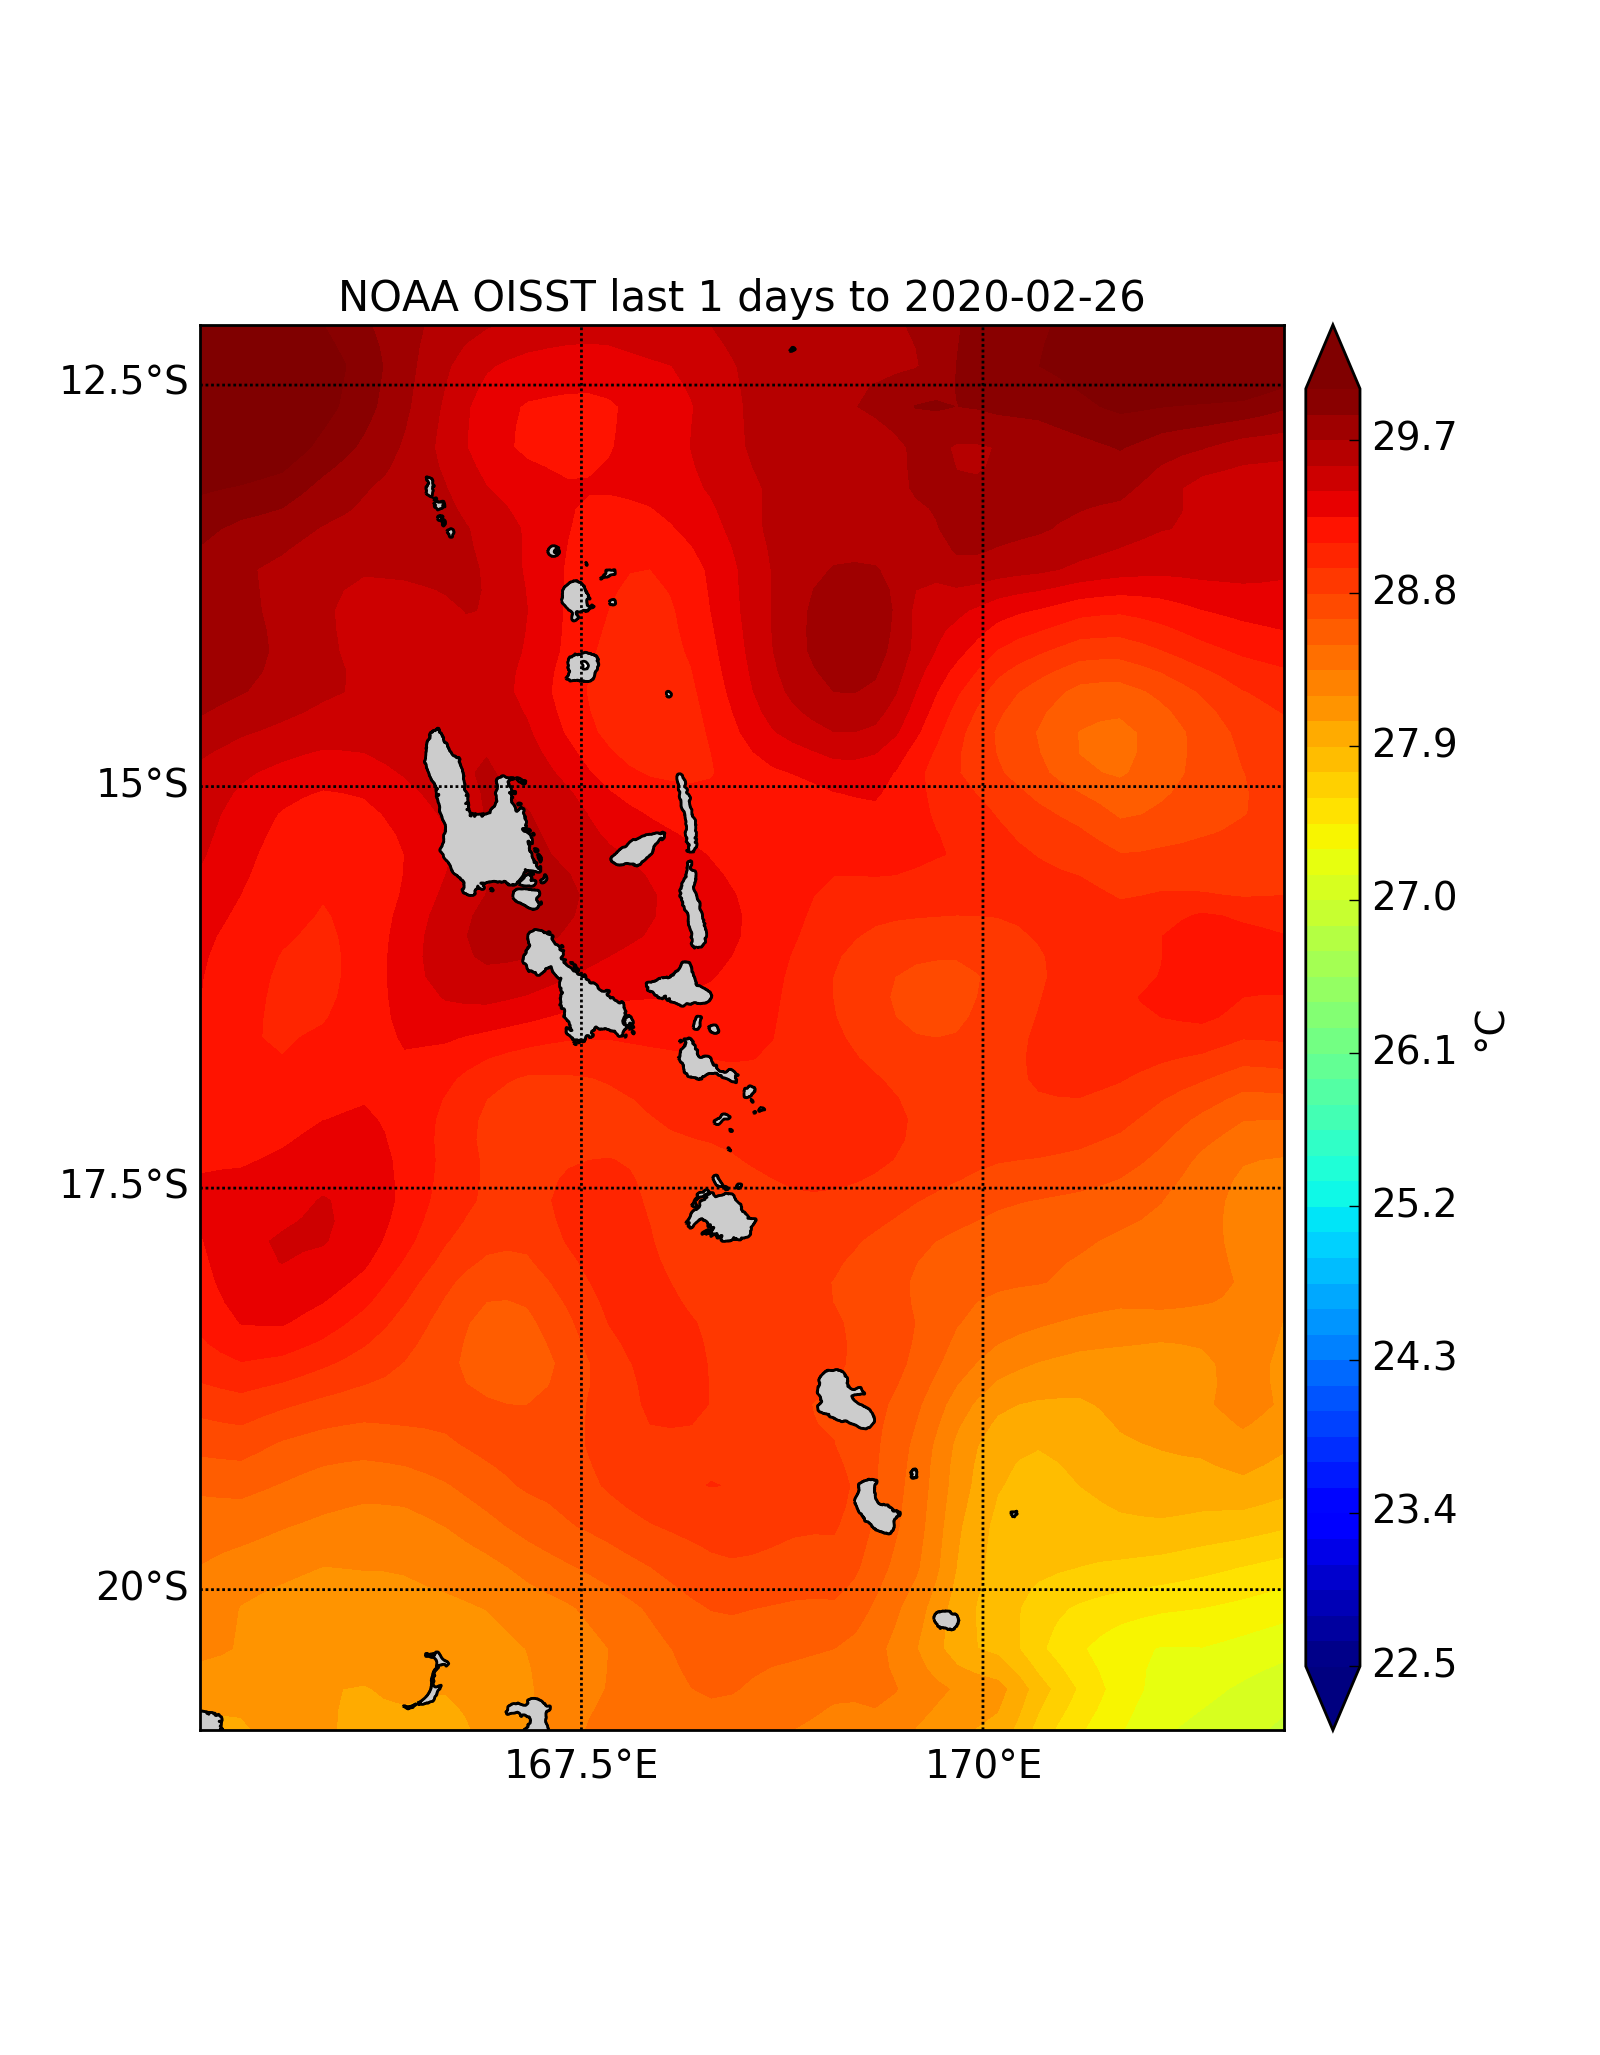 NOAA OISST last 1 days to 2020-02-26
12.5°S
15°S
17.5°S
20°S
167.5°E
170°E
29.7
28.8
27.9
27.0
26.1
25.2
24.3
23.4
22.5
°C